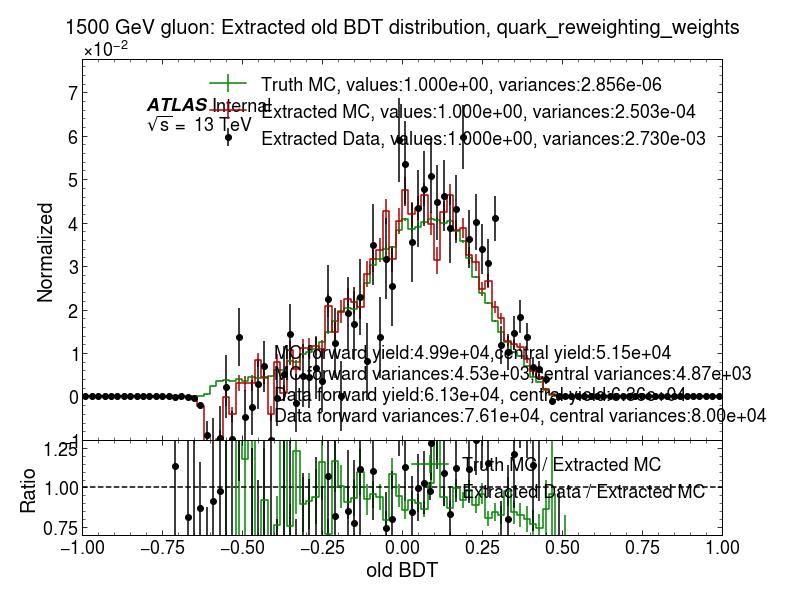 1500 GeV gluon: Extracted old BDT distribution, quark_reweighting_weights
×10⁻²
Truth MC, values:1.000e+00, variances:2.856e-06
ATLAS Internal
Extracted MC, values:1.000e+00, variances:2.503e-04
√s = 13 TeV
Extracted Data, values:1.000e+00, variances:2.730e-03
7
6
5
4
3
2
1
0
−1
Normalized
MC forward yield:4.99e+04, central yield:5.15e+04
MC forward variances:4.53e+03, central variances:4.87e+03
Data forward yield:6.13e+04, central yield:6.36e+04
Data forward variances:7.61e+04, central variances:8.00e+04
1.25
1.00
0.75
Ratio
Truth MC / Extracted MC
Extracted Data / Extracted MC
−1.00 −0.75 −0.50 −0.25 0.00 0.25 0.50 0.75 1.00
old BDT